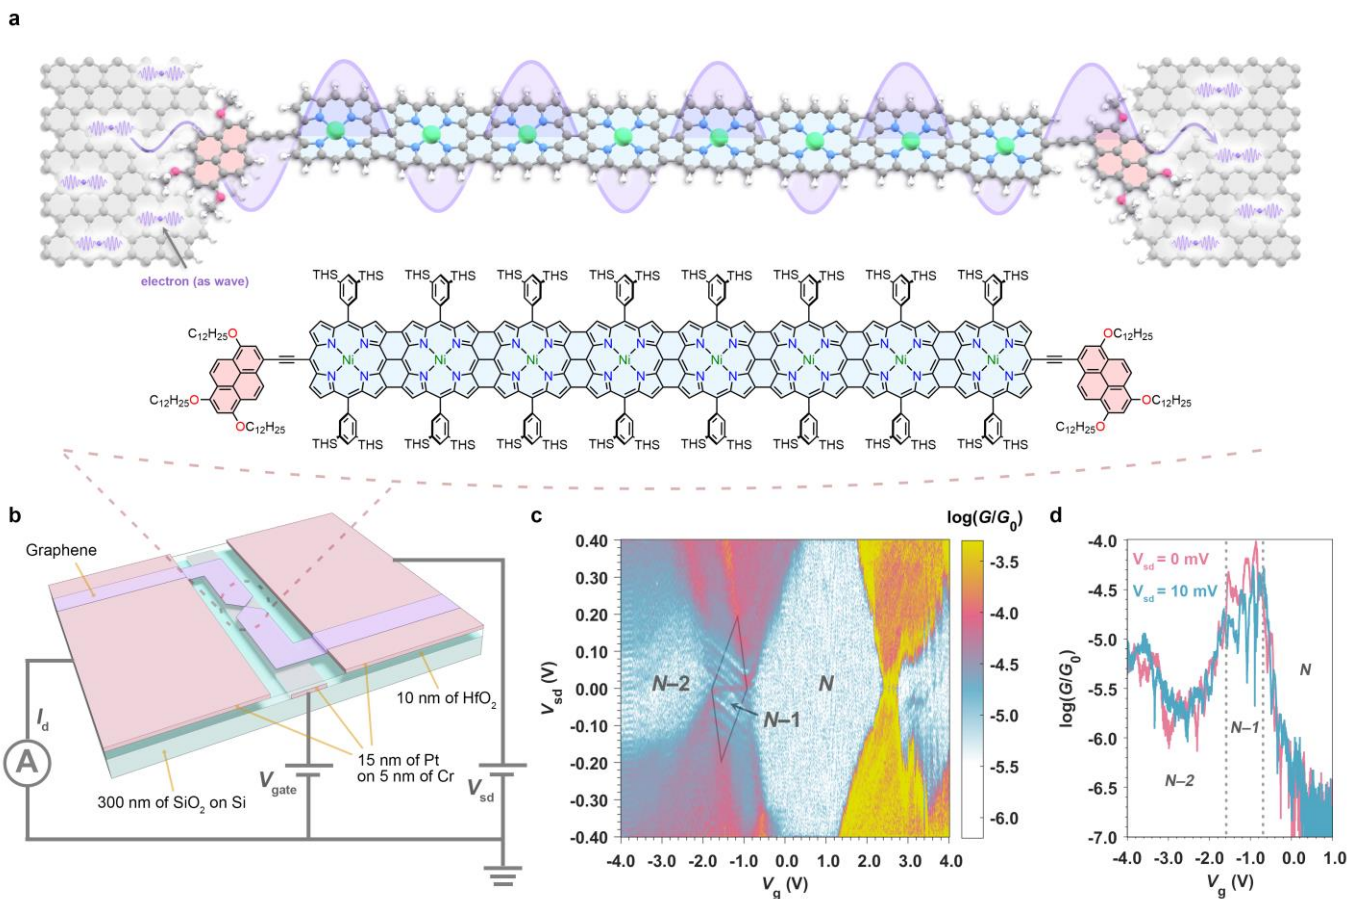 a
electron (as wave)
THS THS THS THS THS THS THS THS THS THS THS THS THS THS THS THS
C₁₂H₂₅O
OC₁₂H₂₅
Ni Ni Ni Ni Ni Ni Ni Ni
N N N N N N N N N N N N N N N N
N N N N N N N N N N N N N N N N
C₁₂H₂₅O
OC₁₂H₂₅
OC₁₂H₂₅
C₁₂H₂₅O
THS THS THS THS THS THS THS THS THS THS THS THS THS THS THS THS
b
Graphene
10 nm of HfO₂
15 nm of Pt
on 5 nm of Cr
300 nm of SiO₂ on Si
I_d
A
V_gate
V_sd
c
log(G/G₀)
V_sd (V)
0.40
0.30
0.20
0.10
0.00
-0.10
-0.20
-0.30
-0.40
N–2
N
N–1
-4.0 -3.0 -2.0 -1.0 0.0 1.0 2.0 3.0 4.0
V_g (V)
-3.5
-4.0
-4.5
-5.0
-5.5
-6.0
d
log(G/G₀)
-4.0
-4.5
-5.0
-5.5
-6.0
-6.5
-7.0
V_sd = 0 mV
V_sd = 10 mV
N
N–1
N–2
-4.0 -3.0 -2.0 -1.0 0.0 1.0
V_g (V)